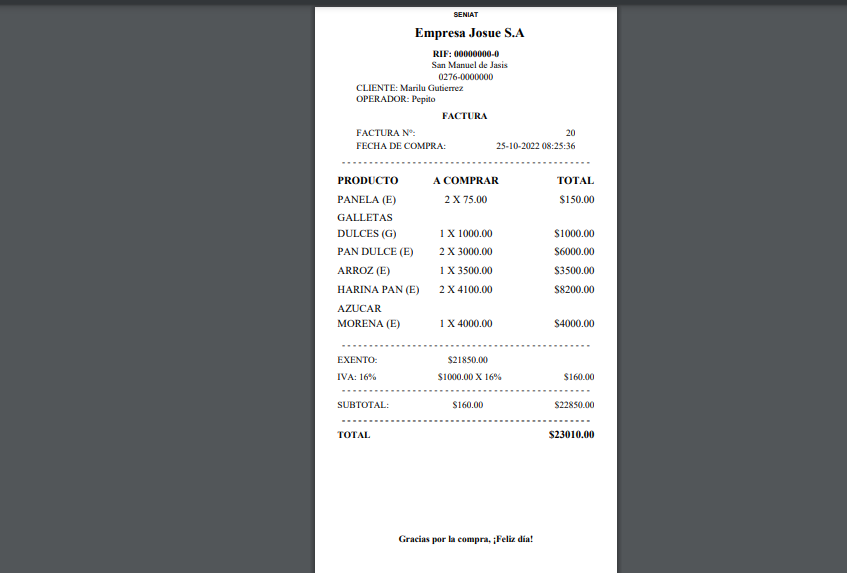 SENIAT
Empresa Josue S.A
RIF: 00000000-0
San Manuel de Jasis
0276-0000000
CLIENTE: Marilu Gutierrez
OPERADOR: Pepito
FACTURA
FACTURA Nº: 20
FECHA DE COMPRA: 25-10-2022 08:25:36
PRODUCTO A COMPRAR TOTAL
PANELA (E) 2 X 75.00 $150.00
GALLETAS
DULCES (G) 1 X 1000.00 $1000.00
PAN DULCE (E) 2 X 3000.00 $6000.00
ARROZ (E) 1 X 3500.00 $3500.00
HARINA PAN (E) 2 X 4100.00 $8200.00
AZUCAR
MORENA (E) 1 X 4000.00 $4000.00
EXENTO: $21850.00
IVA: 16% $1000.00 X 16% $160.00
SUBTOTAL: $160.00 $22850.00
TOTAL $23010.00
Gracias por la compra, ¡Feliz día!